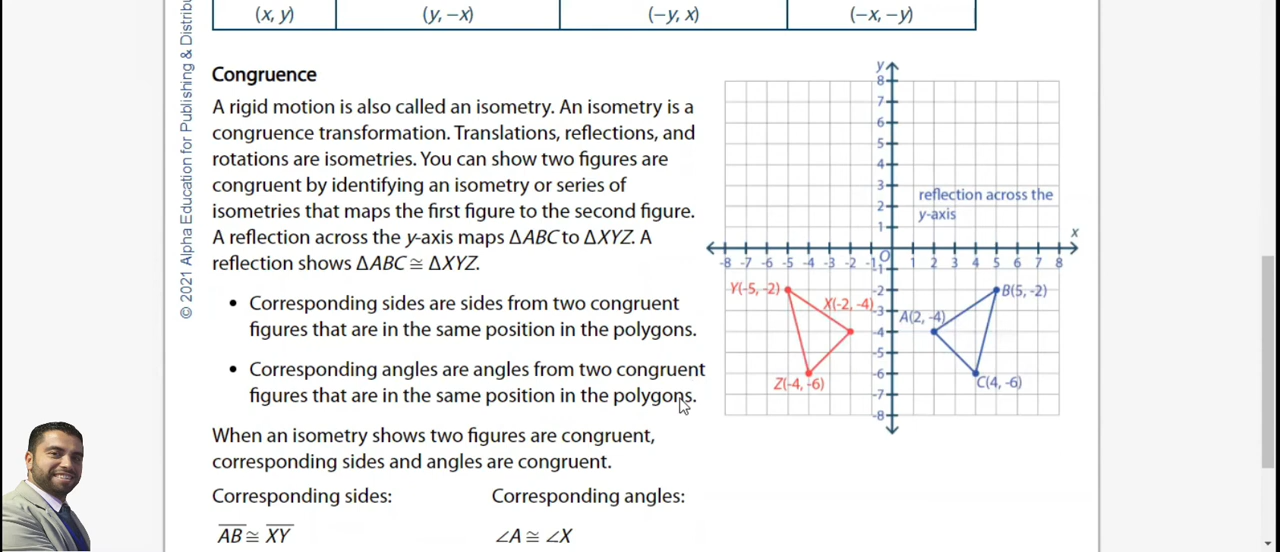 (x, y) (y, −x) (−y, x) (−x, −y)
© 2021 Alpha Education for Publishing & Distribu
Congruence
A rigid motion is also called an isometry. An isometry is a
congruence transformation. Translations, reflections, and
rotations are isometries. You can show two figures are
congruent by identifying an isometry or series of
isometries that maps the first figure to the second figure.
A reflection across the y-axis maps ΔABC to ΔXYZ. A
reflection shows ΔABC ≅ ΔXYZ.
• Corresponding sides are sides from two congruent
figures that are in the same position in the polygons.
• Corresponding angles are angles from two congruent
figures that are in the same position in the polygons.
When an isometry shows two figures are congruent,
corresponding sides and angles are congruent.
Corresponding sides: Corresponding angles:
AB ≅ XY ∠A ≅ ∠X
y
8
7
6
5
4
3
2
1
reflection across the
y-axis
x
-8 -7 -6 -5 -4 -3 -2 -1 O 1 2 3 4 5 6 7 8
-1
-2
-3
-4
-5
-6
-7
-8
Y(-5, -2)
X(-2, -4)
Z(-4, -6)
B(5, -2)
A(2, -4)
C(4, -6)